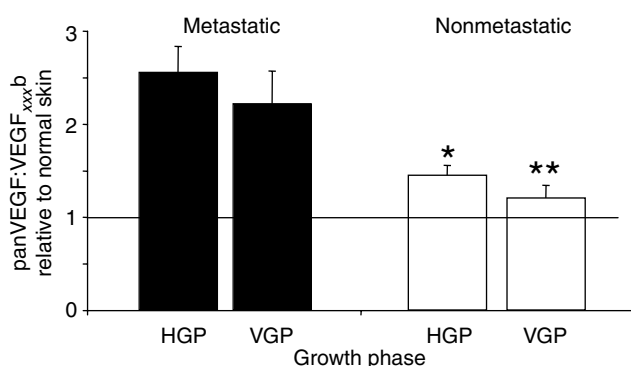 Metastatic Nonmetastatic
panVEGF:VEGFxxxb
relative to normal skin
3
2
1
0
* **
HGP VGP HGP VGP
Growth phase